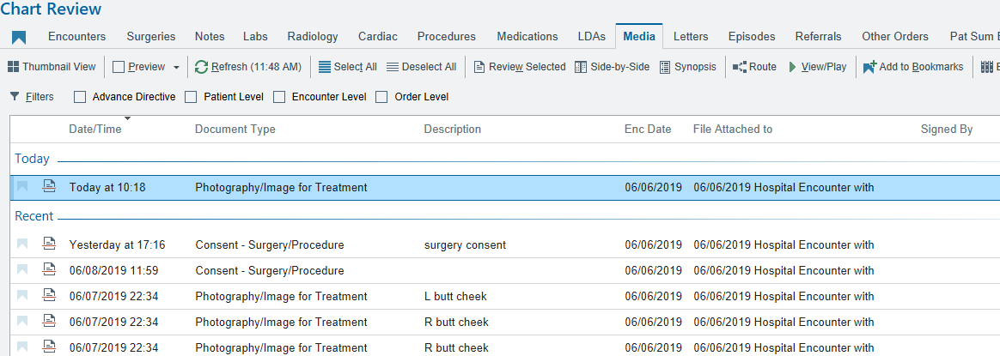 Chart Review
Encounters Surgeries Notes Labs Radiology Cardiac Procedures Medications LDAs Media Letters Episodes Referrals Other Orders Pat Sum
Thumbnail View Preview Refresh (11:48 AM) Select All Deselect All Review Selected Side-by-Side Synopsis Route View/Play Add to Bookmarks
Filters Advance Directive Patient Level Encounter Level Order Level
Date/Time Document Type Description Enc Date File Attached to Signed By
Today
Today at 10:18 Photography/Image for Treatment 06/06/2019 06/06/2019 Hospital Encounter with
Recent
Yesterday at 17:16 Consent - Surgery/Procedure surgery consent 06/06/2019 06/06/2019 Hospital Encounter with
06/08/2019 11:59 Consent - Surgery/Procedure 06/06/2019 06/06/2019 Hospital Encounter with
06/07/2019 22:34 Photography/Image for Treatment L butt cheek 06/06/2019 06/06/2019 Hospital Encounter with
06/07/2019 22:34 Photography/Image for Treatment R butt cheek 06/06/2019 06/06/2019 Hospital Encounter with
06/07/2019 22:34 Photography/Image for Treatment R butt cheek 06/06/2019 06/06/2019 Hospital Encounter with